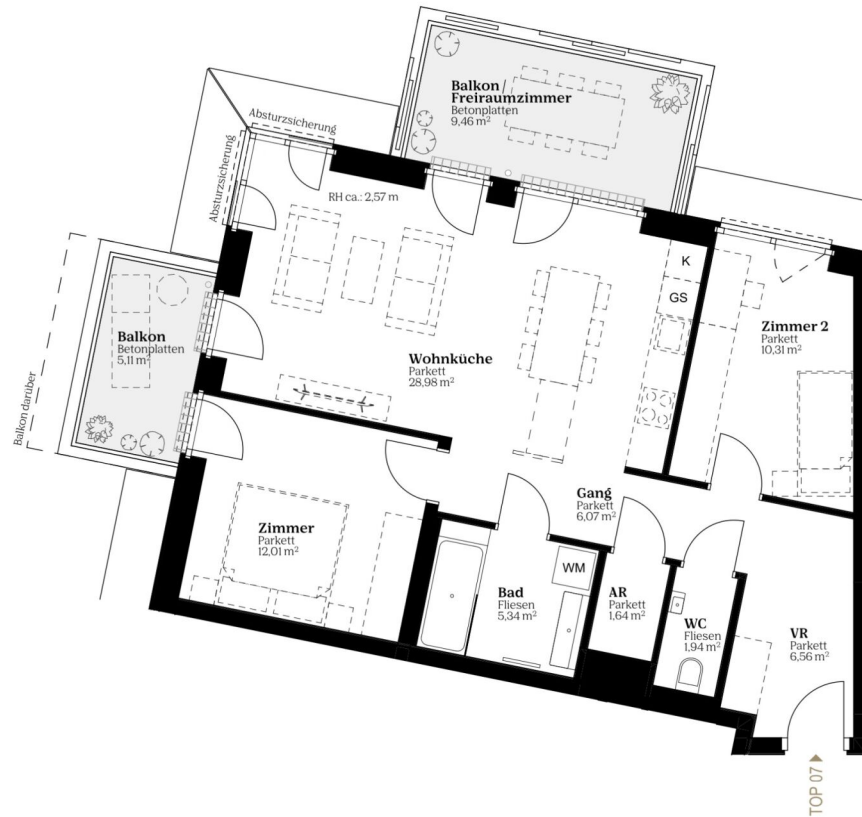 Balkon
Freiraumzimmer
Betonplatten
9,46 m²
Absturzsicherung
Absturzsicherung
RH ca.: 2,57 m
K
GS
Zimmer 2
Parkett
10,31 m²
Balkon
Betonplatten
5,11 m²
Balkon darüber
Wohnküche
Parkett
28,98 m²
Gang
Parkett
6,07 m²
Zimmer
Parkett
12,01 m²
WM
Bad
Fliesen
5,34 m²
AR
Parkett
1,64 m²
WC
Fliesen
1,94 m²
VR
Parkett
6,56 m²
TOP 07